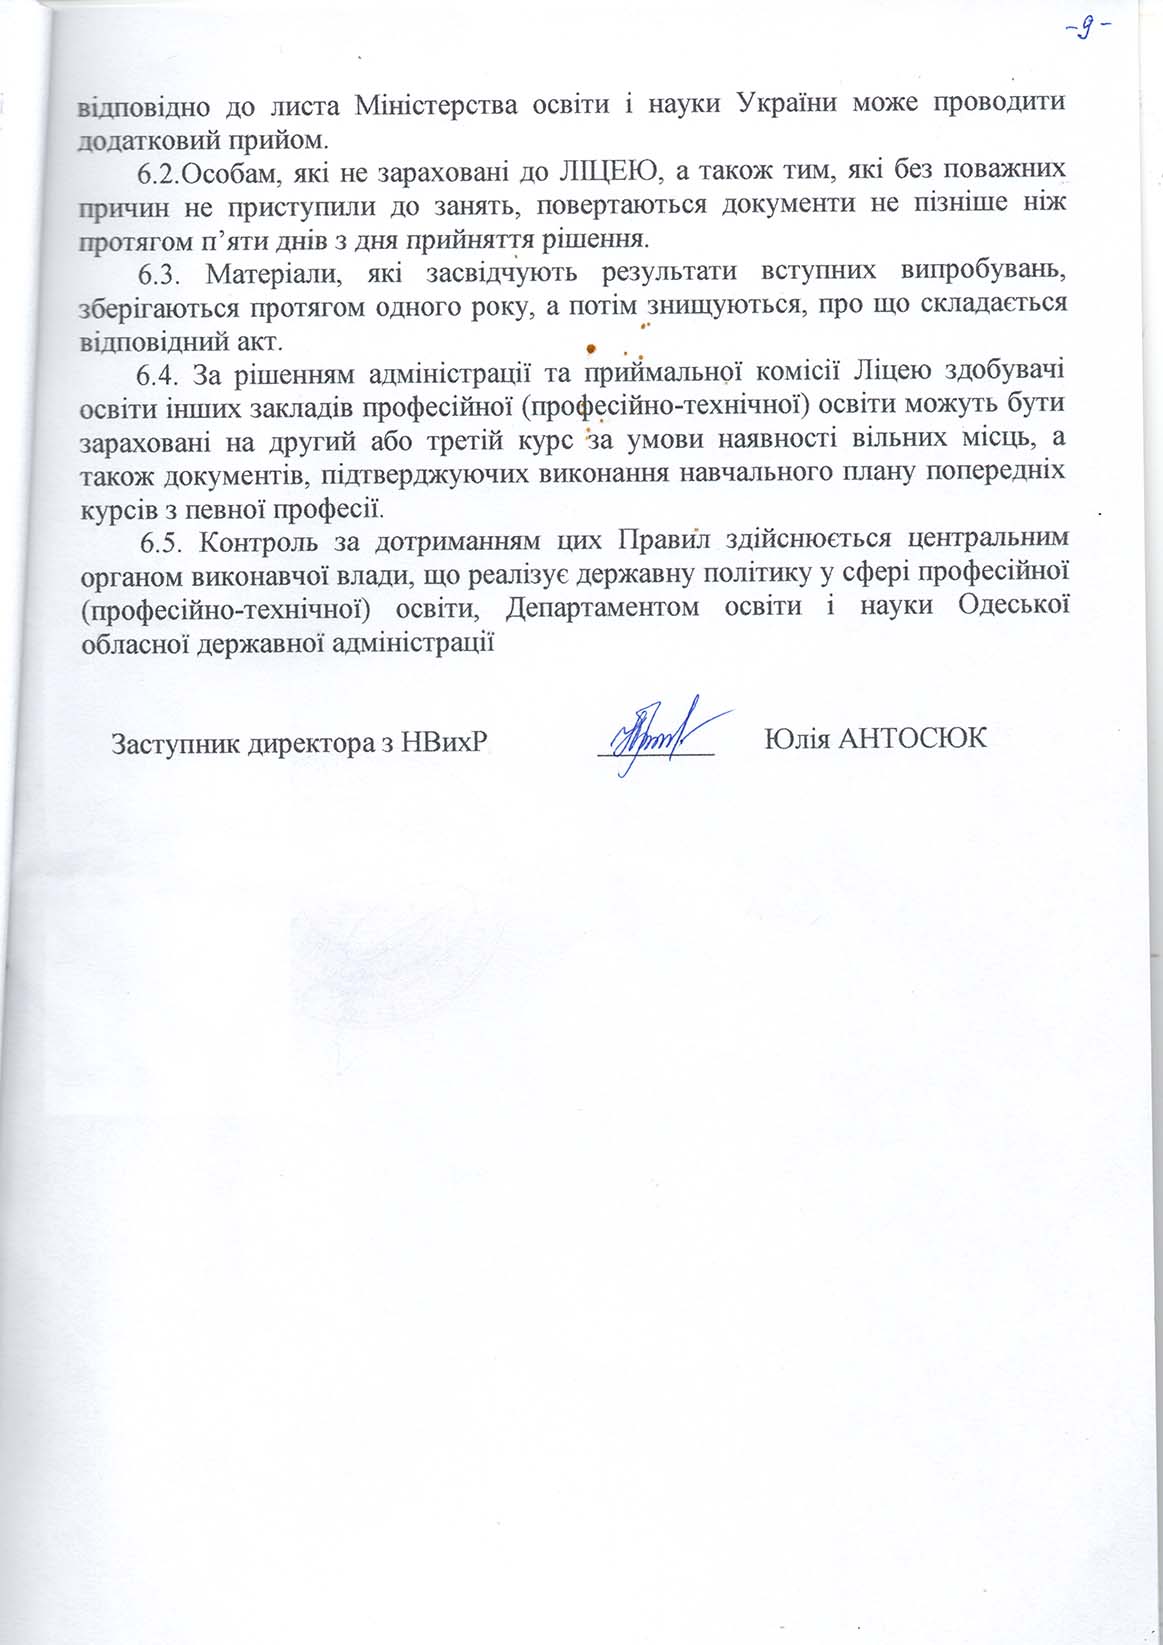 -9-
відповідно до листа Міністерства освіти і науки України може проводити
додатковий прийом.
6.2.Особам, які не зараховані до ЛІЦЕЮ, а також тим, які без поважних
причин не приступили до занять, повертаються документи не пізніше ніж
протягом п’яти днів з дня прийняття рішення.
6.3. Матеріали, які засвідчують результати вступних випробувань,
зберігаються протягом одного року, а потім знищуються, про що складається
відповідний акт.
6.4. За рішенням адміністрації та приймальної комісії Ліцею здобувачі
освіти інших закладів професійної (професійно-технічної) освіти можуть бути
зараховані на другий або третій курс за умови наявності вільних місць, а
також документів, підтверджуючих виконання навчального плану попередніх
курсів з певної професії.
6.5. Контроль за дотриманням цих Правил здійснюється центральним
органом виконавчої влади, що реалізує державну політику у сфері професійної
(професійно-технічної) освіти, Департаментом освіти і науки Одеської
обласної державної адміністрації
Заступник директора з НВихР Юлія АНТОСЮК